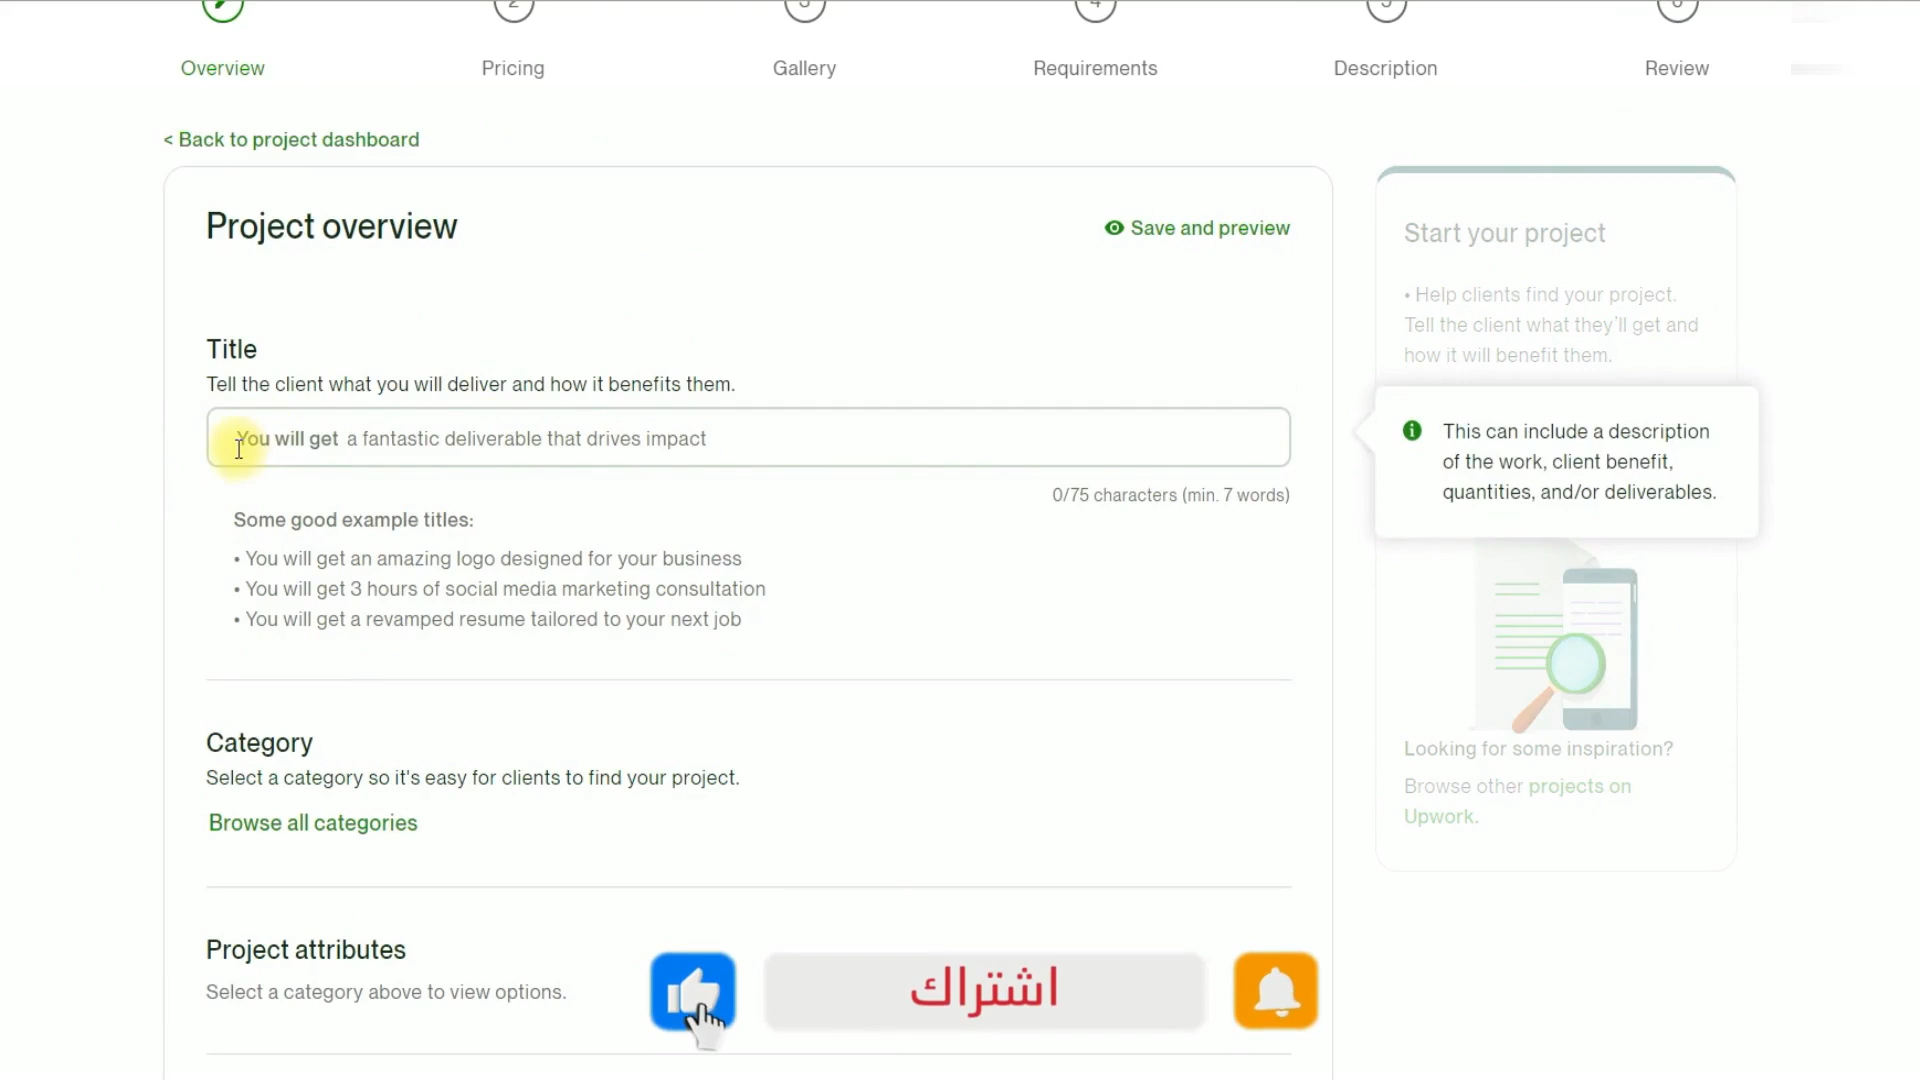 Overview Pricing Gallery Requirements Description Review
< Back to project dashboard
Project overview
Save and preview
Title
Tell the client what you will deliver and how it benefits them.
You will get a fantastic deliverable that drives impact
0/75 characters (min. 7 words)
Some good example titles:
• You will get an amazing logo designed for your business
• You will get 3 hours of social media marketing consultation
• You will get a revamped resume tailored to your next job
Category
Select a category so it's easy for clients to find your project.
Browse all categories
Project attributes
Select a category above to view options.
اشتراك
Start your project
• Help clients find your project.
Tell the client what they'll get and
how it will benefit them.
This can include a description
of the work, client benefit,
quantities, and/or deliverables.
Looking for some inspiration?
Browse other projects on
Upwork.